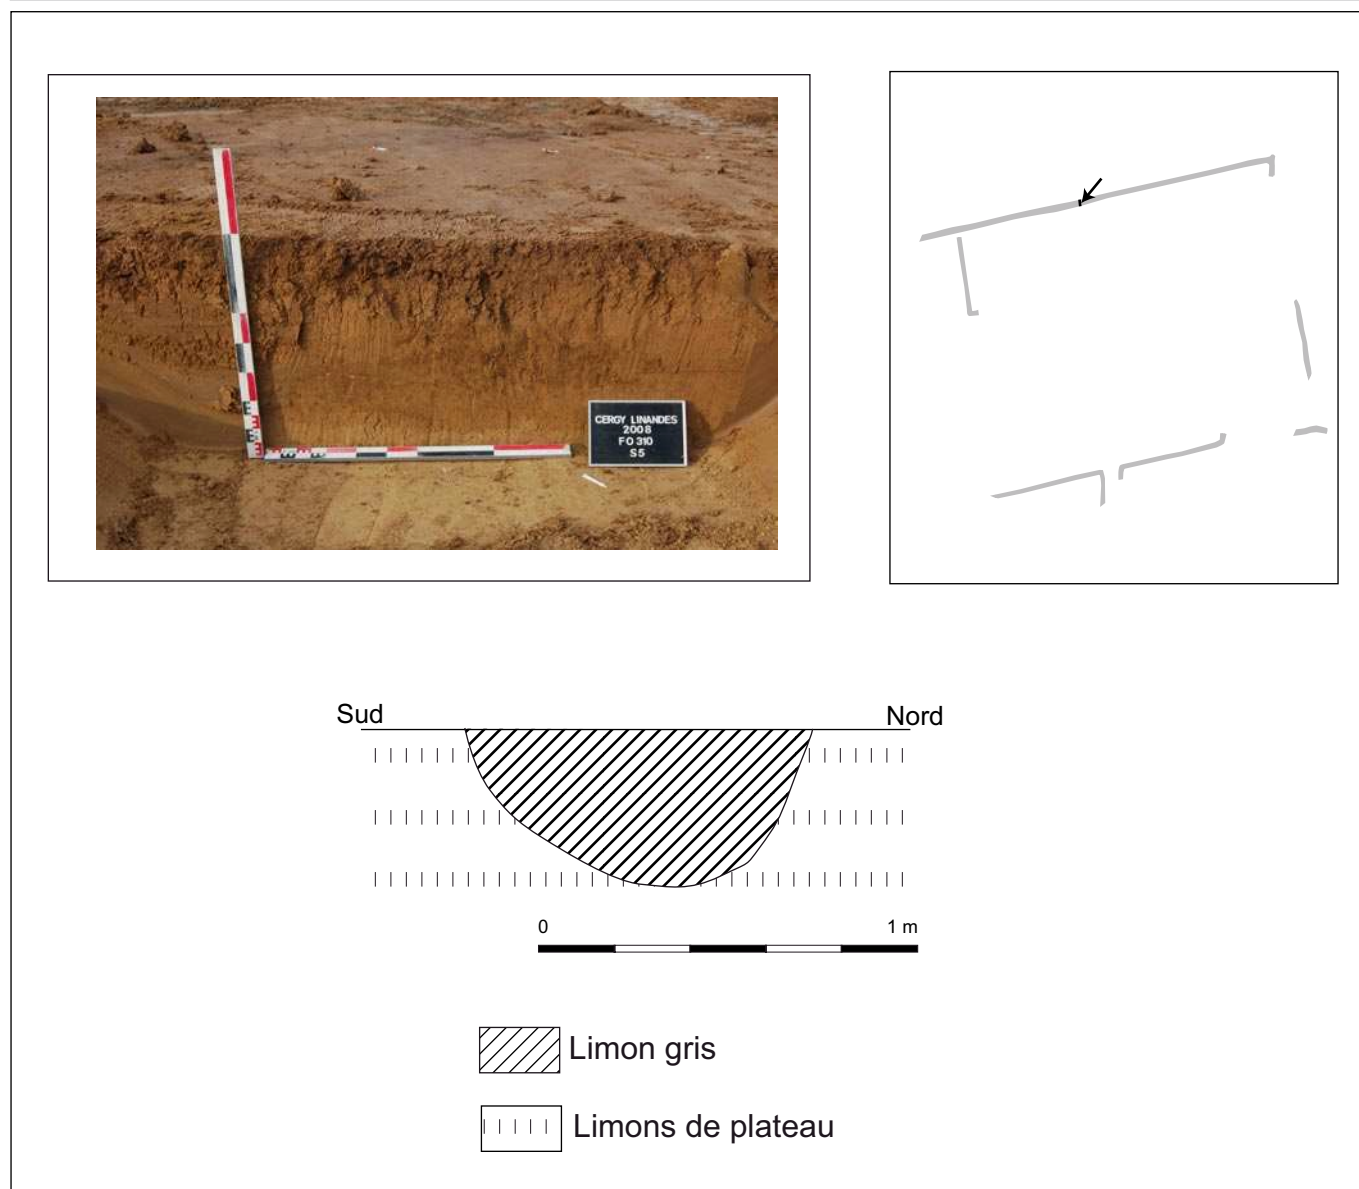 CERGY LINANDES
2008
FO 310
S5
Sud Nord
0 1 m
Limon gris
Limons de plateau